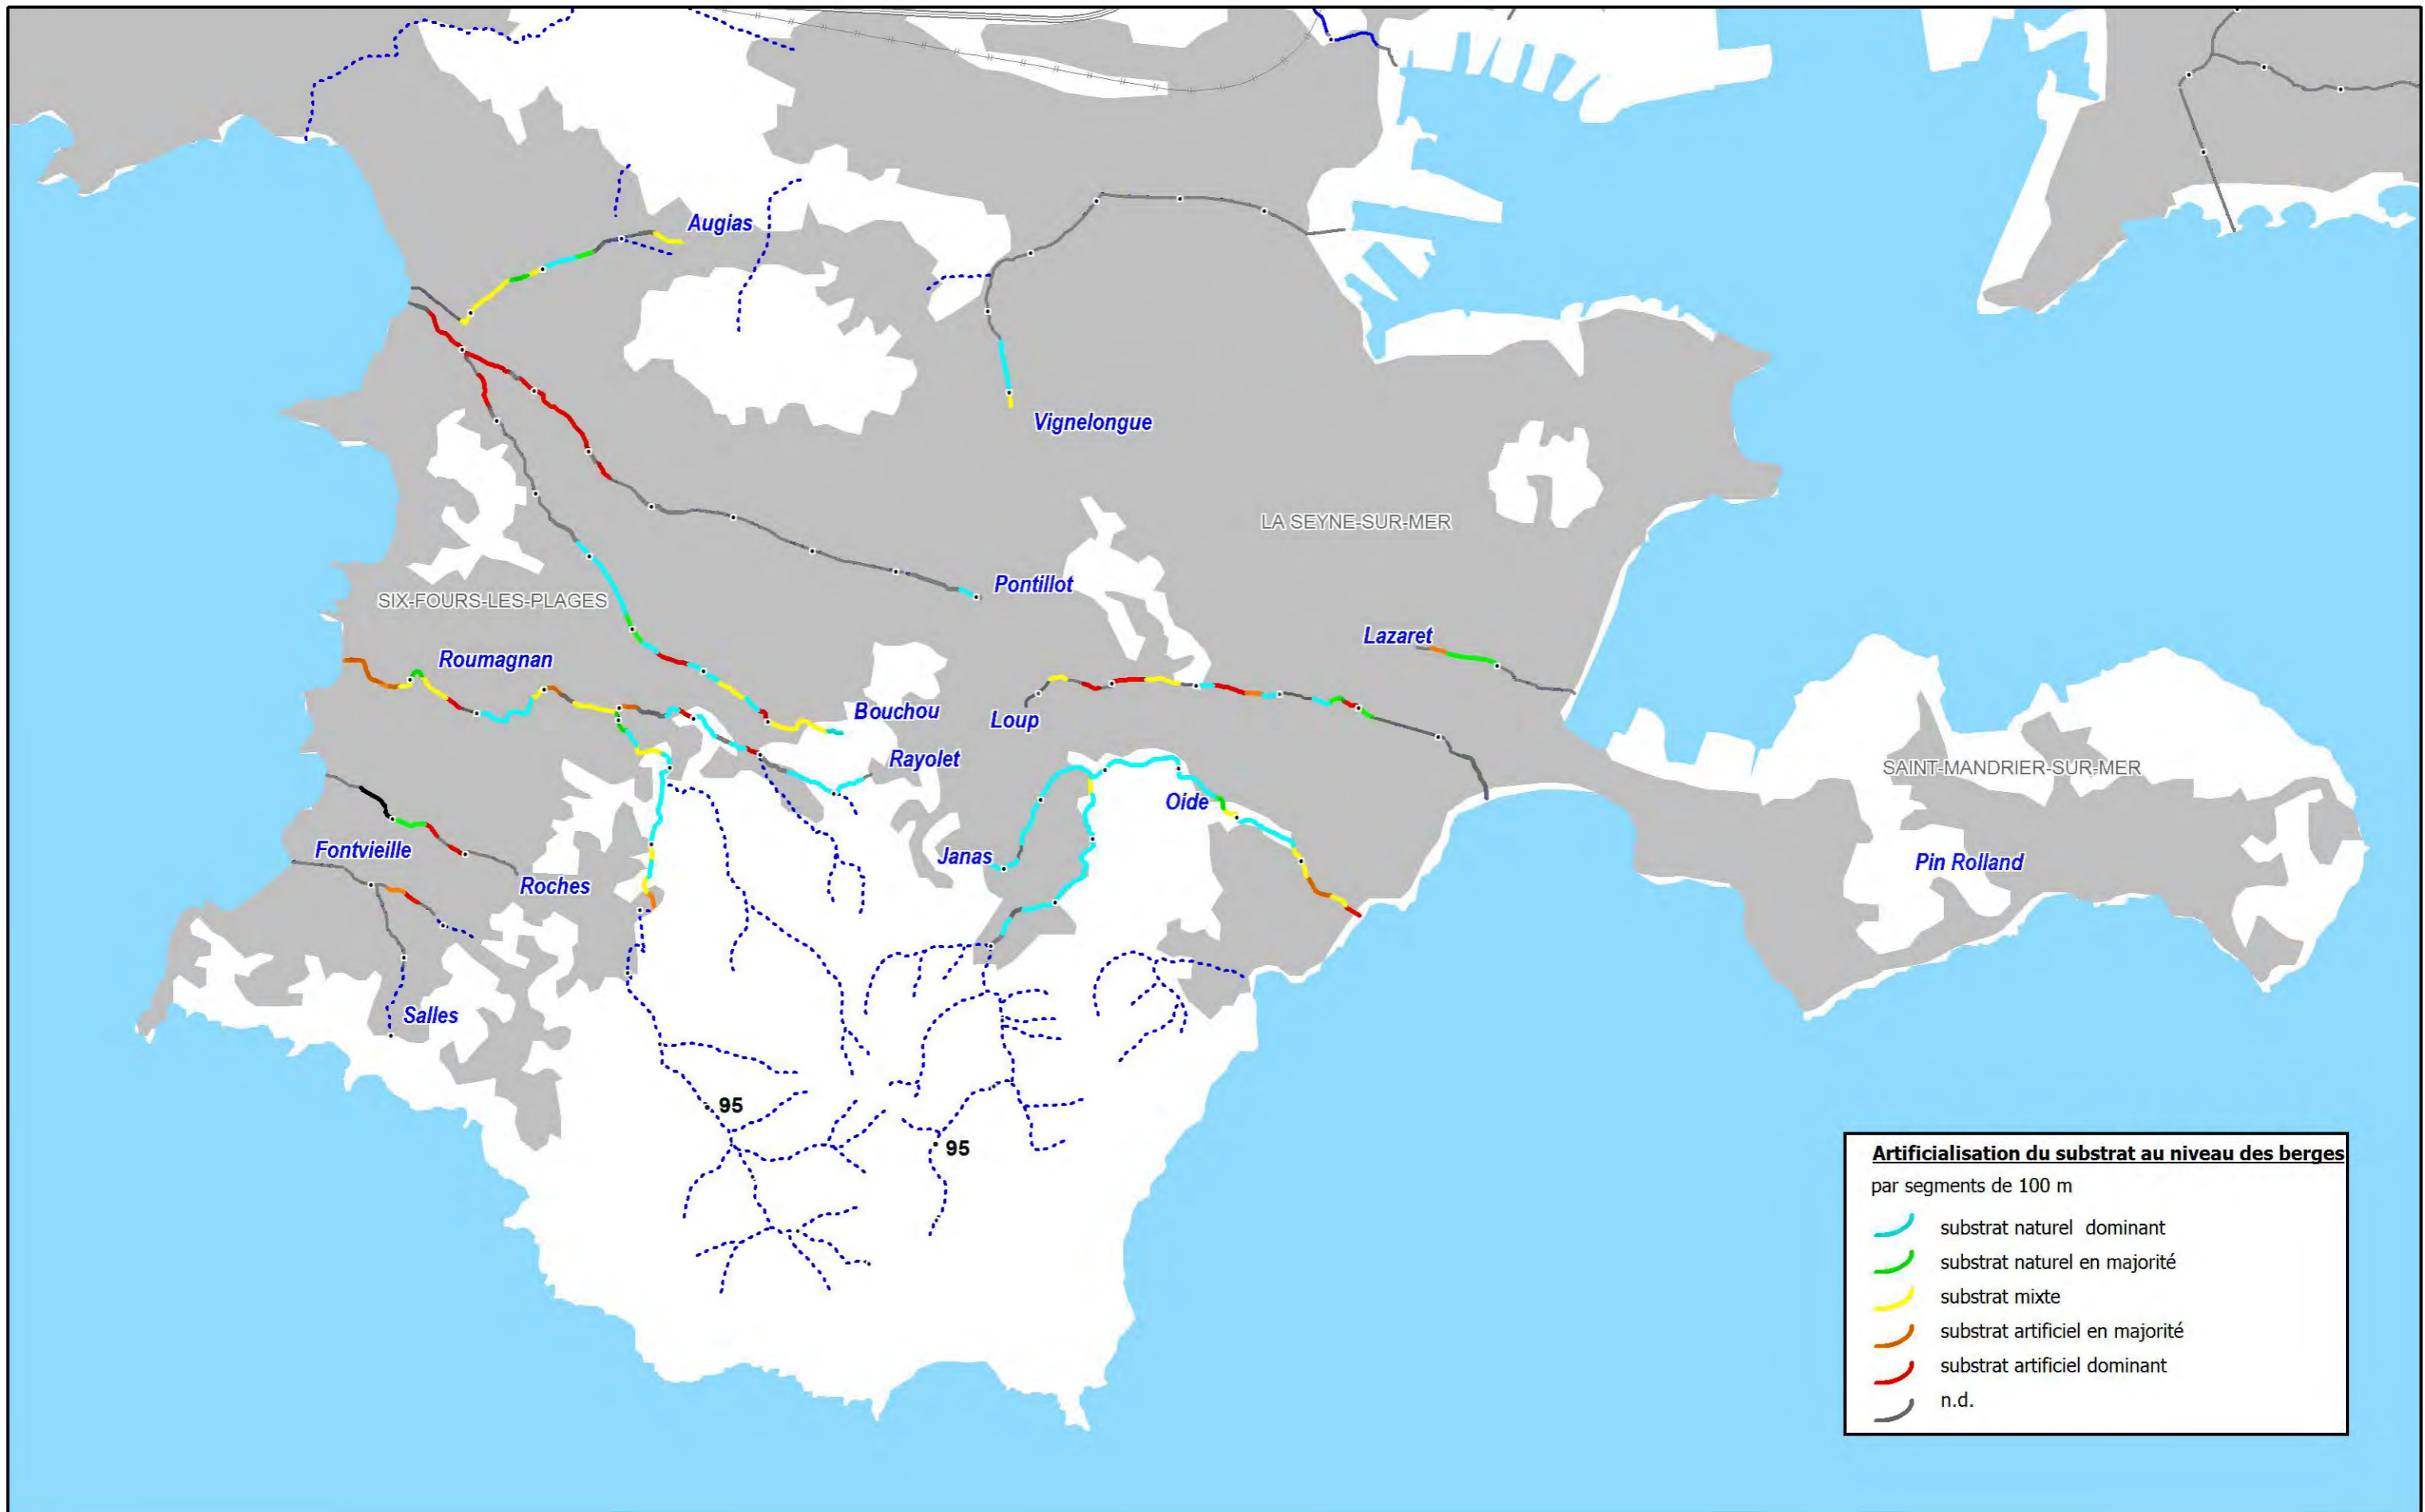 Augias
Vignelongue
LA SEYNE-SUR-MER
Pontillot
SIX-FOURS-LES-PLAGES
Lazaret
Roumagnan
Bouchou
Loup
Rayolet
SAINT-MANDRIER-SUR-MER
Oide
Fontvieille
Janas
Pin Rolland
Roches
Salles
95
95
Artificialisation du substrat au niveau des berges
par segments de 100 m
substrat naturel dominant
substrat naturel en majorité
substrat mixte
substrat artificiel en majorité
substrat artificiel dominant
n.d.